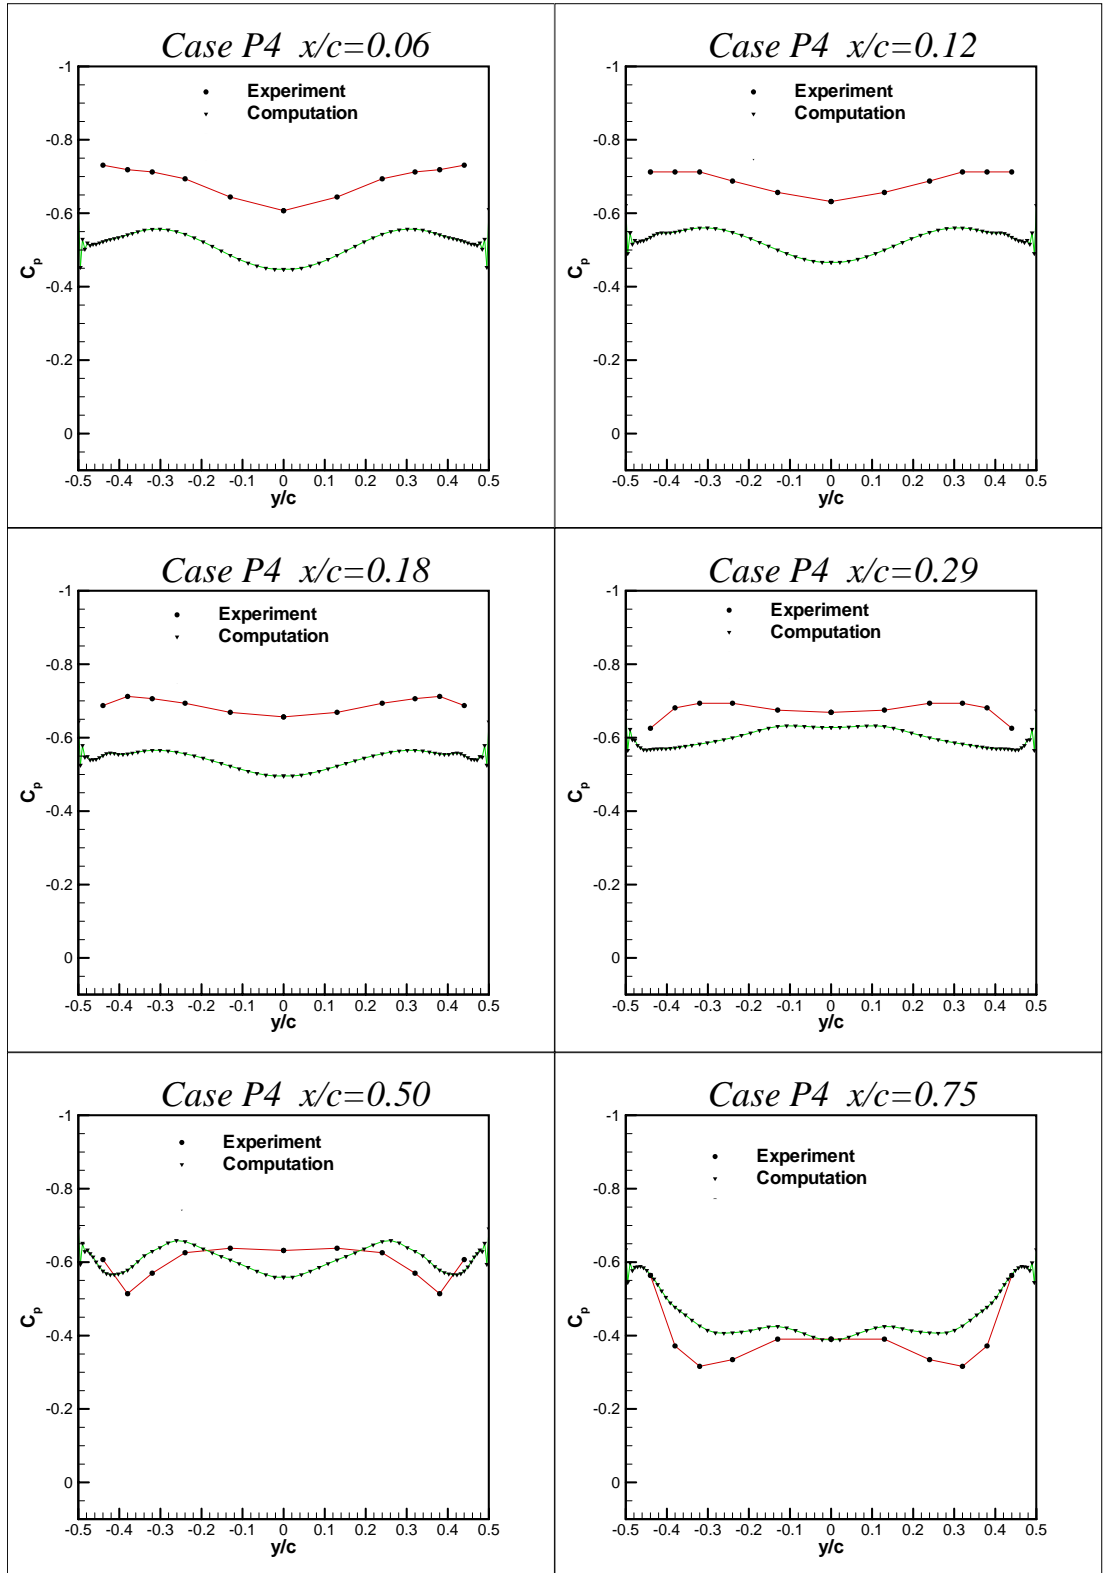 Case P4 x/c=0.06
Experiment
Computation
-1
-0.8
-0.6
-0.4
-0.2
0
Cp
-0.5 -0.4 -0.3 -0.2 -0.1 0 0.1 0.2 0.3 0.4 0.5
y/c
Case P4 x/c=0.12
Experiment
Computation
-1
-0.8
-0.6
-0.4
-0.2
0
Cp
-0.5 -0.4 -0.3 -0.2 -0.1 0 0.1 0.2 0.3 0.4 0.5
y/c
Case P4 x/c=0.18
Experiment
Computation
-1
-0.8
-0.6
-0.4
-0.2
0
Cp
-0.5 -0.4 -0.3 -0.2 -0.1 0 0.1 0.2 0.3 0.4 0.5
y/c
Case P4 x/c=0.29
Experiment
Computation
-1
-0.8
-0.6
-0.4
-0.2
0
Cp
-0.5 -0.4 -0.3 -0.2 -0.1 0 0.1 0.2 0.3 0.4 0.5
y/c
Case P4 x/c=0.50
Experiment
Computation
-1
-0.8
-0.6
-0.4
-0.2
0
Cp
-0.5 -0.4 -0.3 -0.2 -0.1 0 0.1 0.2 0.3 0.4 0.5
y/c
Case P4 x/c=0.75
Experiment
Computation
-1
-0.8
-0.6
-0.4
-0.2
0
Cp
-0.5 -0.4 -0.3 -0.2 -0.1 0 0.1 0.2 0.3 0.4 0.5
y/c